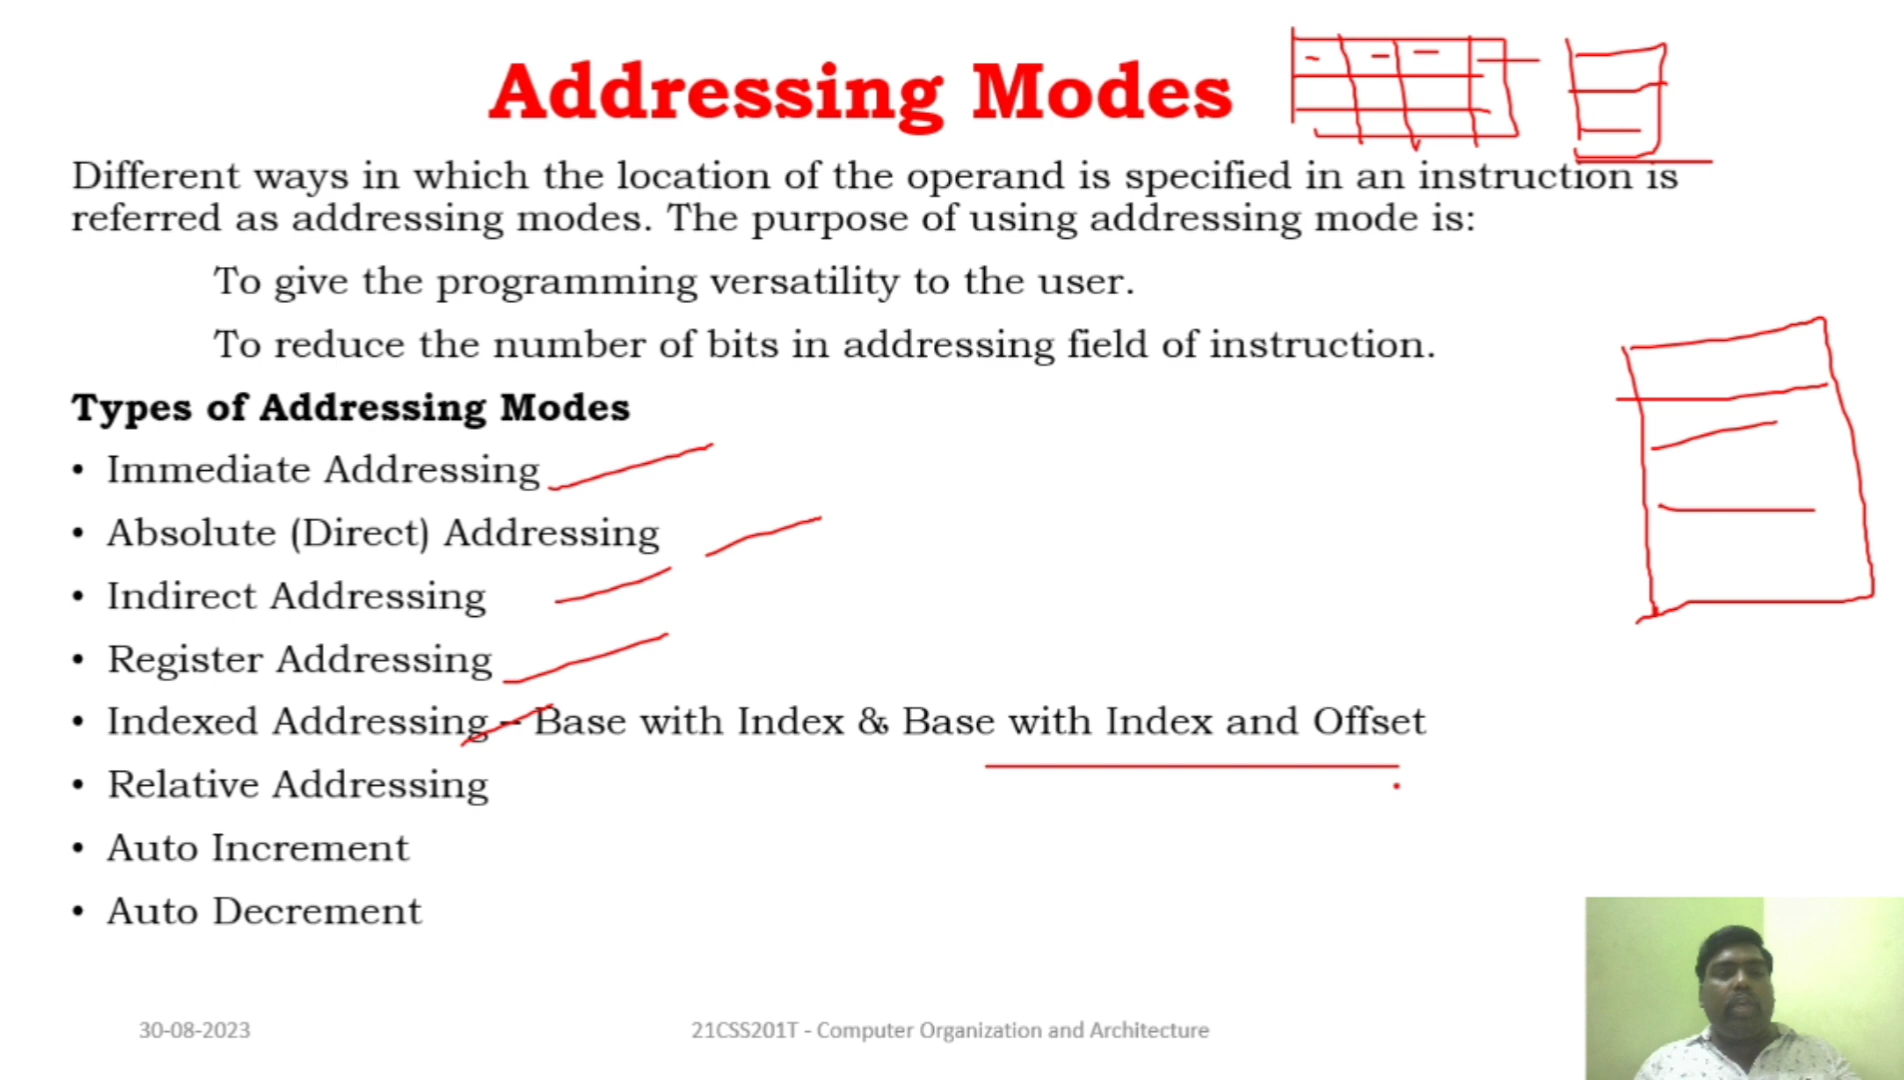 Addressing Modes
Different ways in which the location of the operand is specified in an instruction is
referred as addressing modes. The purpose of using addressing mode is:
To give the programming versatility to the user.
To reduce the number of bits in addressing field of instruction.
Types of Addressing Modes
• Immediate Addressing
• Absolute (Direct) Addressing
• Indirect Addressing
• Register Addressing
• Indexed Addressing – Base with Index & Base with Index and Offset
• Relative Addressing
• Auto Increment
• Auto Decrement
30-08-2023
21CSS201T - Computer Organization and Architecture